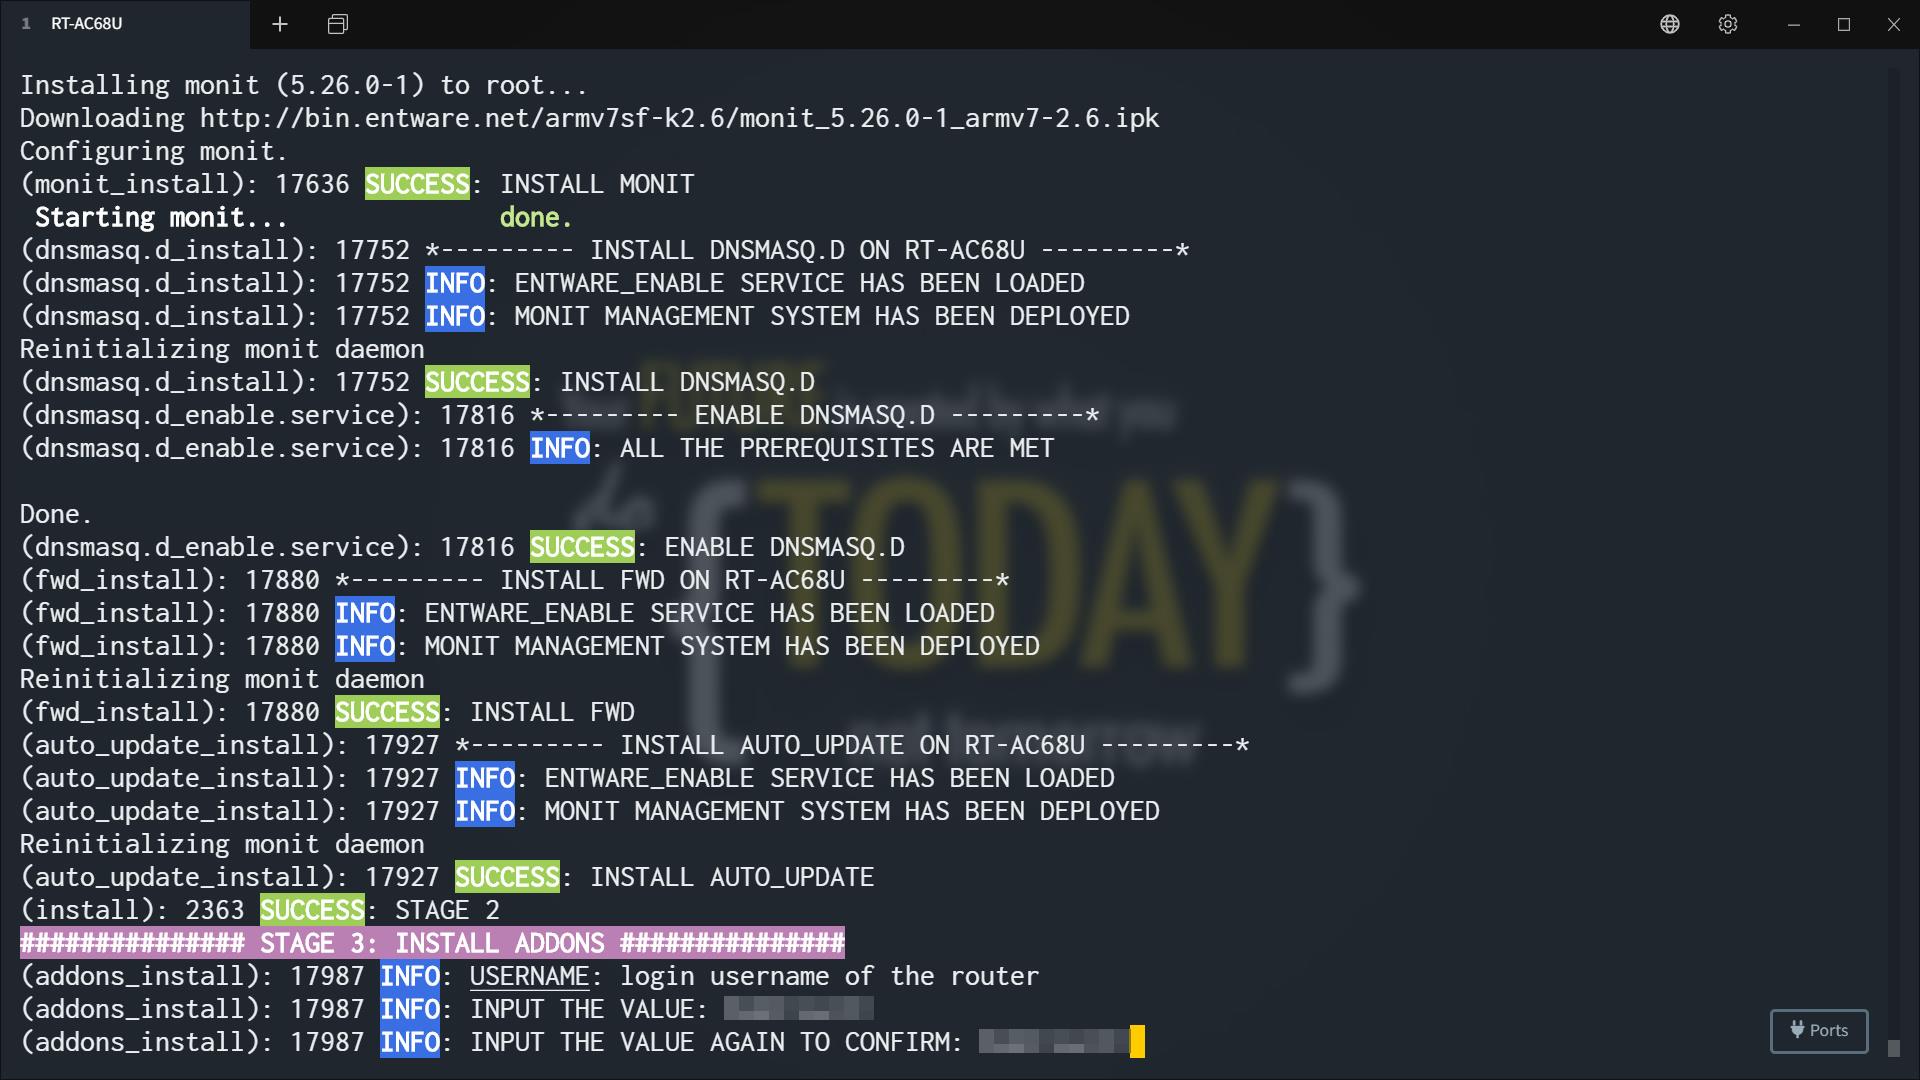 1 RT-AC68U
Installing monit (5.26.0-1) to root...
Downloading http://bin.entware.net/armv7sf-k2.6/monit_5.26.0-1_armv7-2.6.ipk
Configuring monit.
(monit_install): 17636 SUCCESS: INSTALL MONIT
Starting monit... done.
(dnsmasq.d_install): 17752 *--------- INSTALL DNSMASQ.D ON RT-AC68U ---------*
(dnsmasq.d_install): 17752 INFO: ENTWARE_ENABLE SERVICE HAS BEEN LOADED
(dnsmasq.d_install): 17752 INFO: MONIT MANAGEMENT SYSTEM HAS BEEN DEPLOYED
Reinitializing monit daemon
(dnsmasq.d_install): 17752 SUCCESS: INSTALL DNSMASQ.D
(dnsmasq.d_enable.service): 17816 *--------- ENABLE DNSMASQ.D ---------*
(dnsmasq.d_enable.service): 17816 INFO: ALL THE PREREQUISITES ARE MET
Done.
(dnsmasq.d_enable.service): 17816 SUCCESS: ENABLE DNSMASQ.D
(fwd_install): 17880 *--------- INSTALL FWD ON RT-AC68U ---------*
(fwd_install): 17880 INFO: ENTWARE_ENABLE SERVICE HAS BEEN LOADED
(fwd_install): 17880 INFO: MONIT MANAGEMENT SYSTEM HAS BEEN DEPLOYED
Reinitializing monit daemon
(fwd_install): 17880 SUCCESS: INSTALL FWD
(auto_update_install): 17927 *--------- INSTALL AUTO_UPDATE ON RT-AC68U ---------*
(auto_update_install): 17927 INFO: ENTWARE_ENABLE SERVICE HAS BEEN LOADED
(auto_update_install): 17927 INFO: MONIT MANAGEMENT SYSTEM HAS BEEN DEPLOYED
Reinitializing monit daemon
(auto_update_install): 17927 SUCCESS: INSTALL AUTO_UPDATE
(install): 2363 SUCCESS: STAGE 2
############### STAGE 3: INSTALL ADDONS ###############
(addons_install): 17987 INFO: USERNAME: login username of the router
(addons_install): 17987 INFO: INPUT THE VALUE:
(addons_install): 17987 INFO: INPUT THE VALUE AGAIN TO CONFIRM:
Ports
what you
do
{TODAY}
not tomorrow